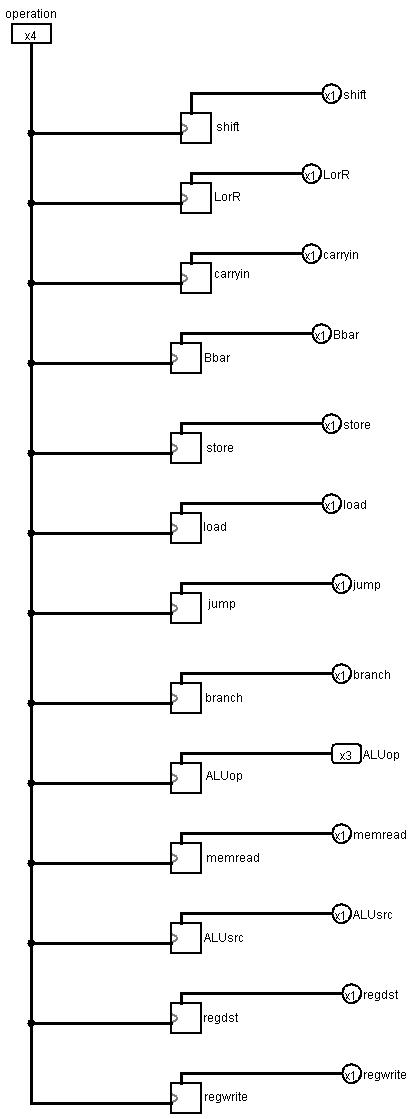 operation
x4
x1 shift
shift
x1 LorR
LorR
x1 carryin
carryin
x1 Bbar
Bbar
x1 store
store
x1 load
load
x1 jump
jump
x1 branch
branch
x3 ALUop
ALUop
x1 memread
memread
x1 ALUsrc
ALUsrc
x1 regdst
regdst
x1 regwrite
regwrite